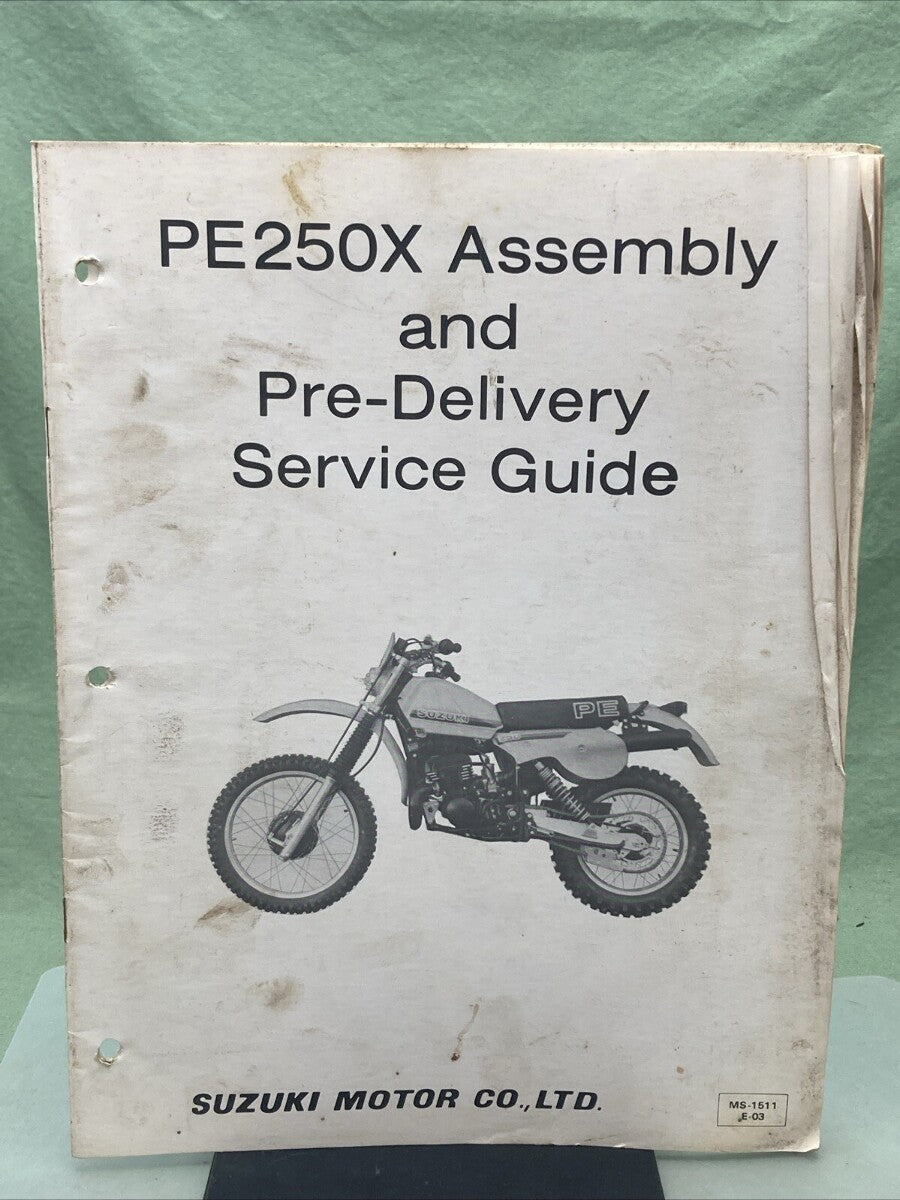 PE250X Assembly
and
Pre-Delivery
Service Guide
SUZUKI
PE
SUZUKI MOTOR CO.,LTD.
MS-1511
E-03